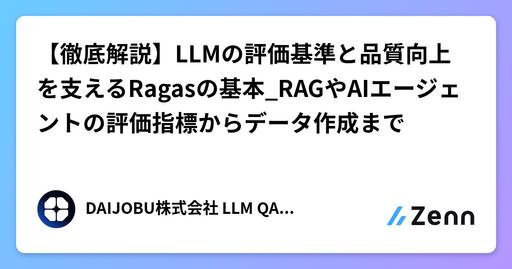 【徹底解説】LLMの評価基準と品質向上
を支えるRagasの基本_RAGやAIエージェ
ントの評価指標からデータ作成まで
DAIJOBU株式会社 LLM QA...
Zenn